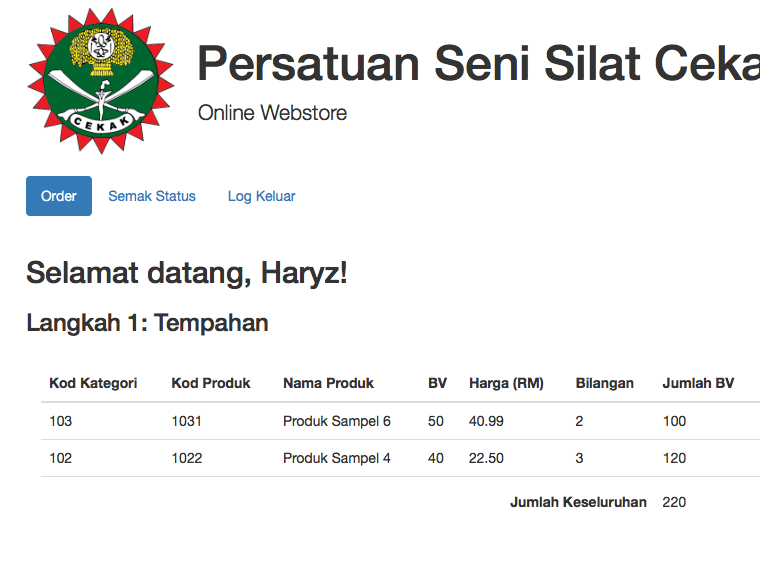 CEKAK
Persatuan Seni Silat Ceka
Online Webstore
Order Semak Status Log Keluar
Selamat datang, Haryz!
Langkah 1: Tempahan
Kod Kategori Kod Produk Nama Produk BV Harga (RM) Bilangan Jumlah BV
103 1031 Produk Sampel 6 50 40.99 2 100
102 1022 Produk Sampel 4 40 22.50 3 120
Jumlah Keseluruhan 220